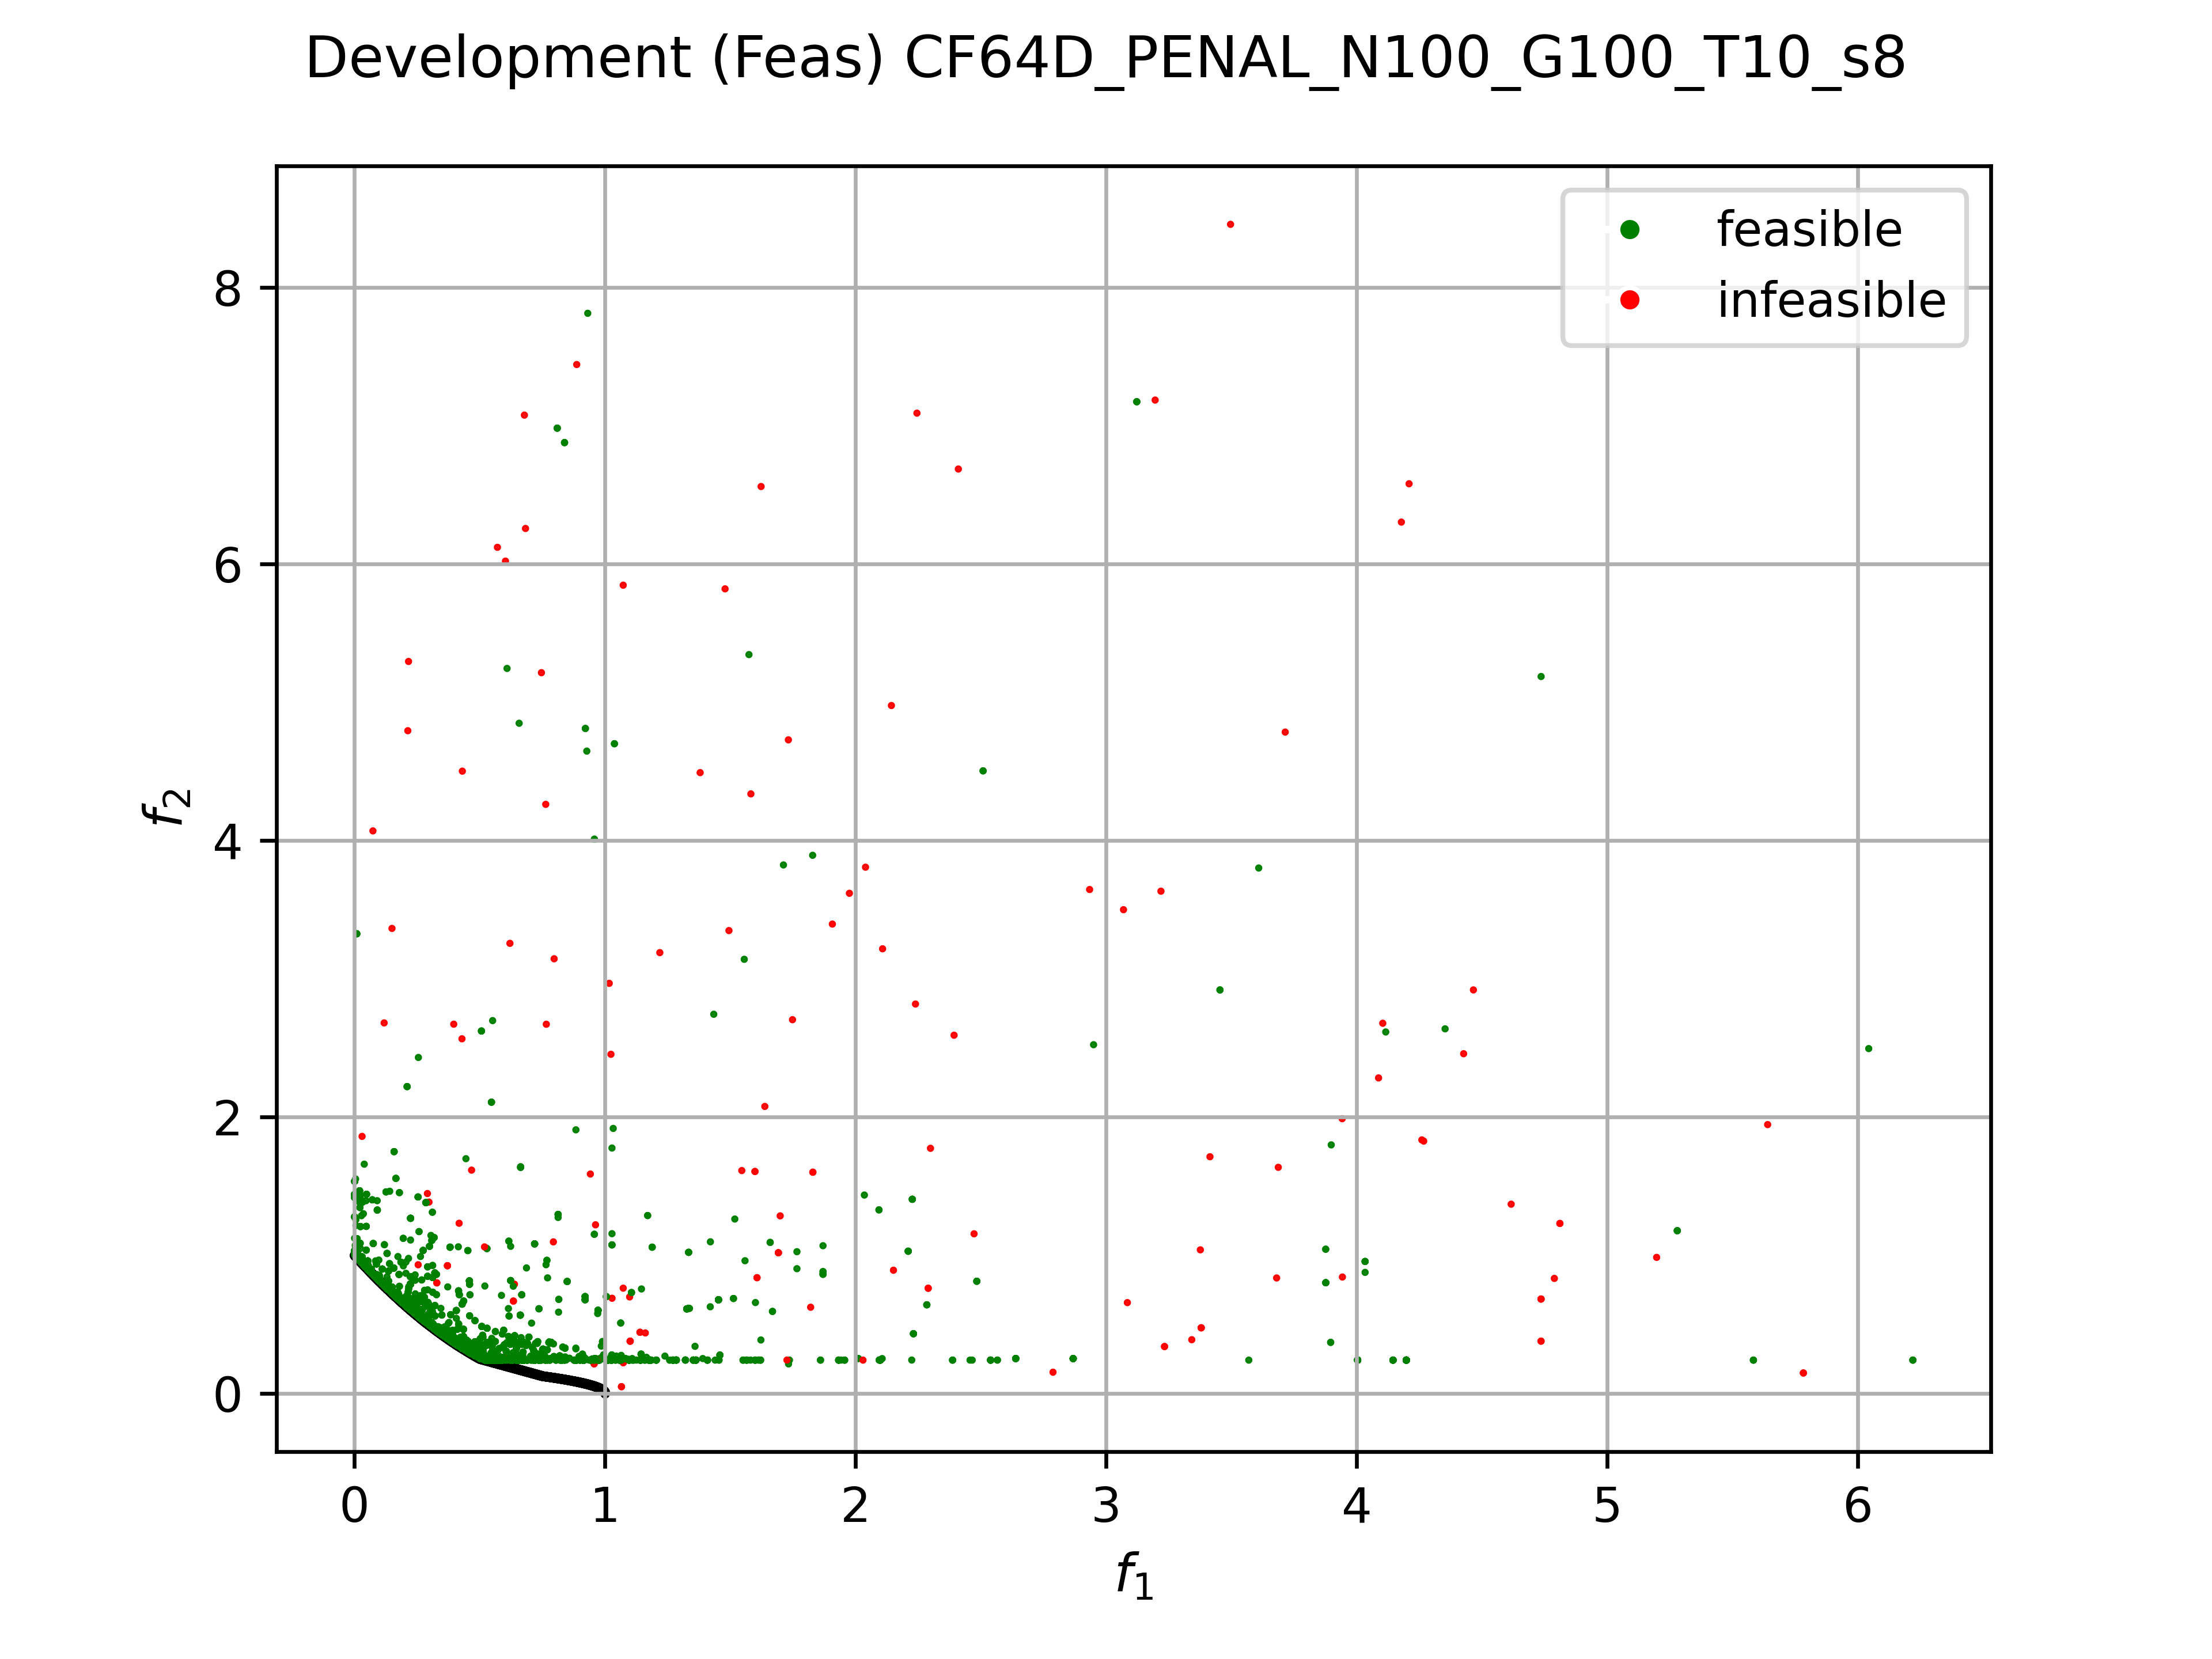 Development (Feas) CF64D_PENAL_N100_G100_T10_s8
feasible
infeasible
8
6
4
2
0
f2
0 1 2 3 4 5 6
f1